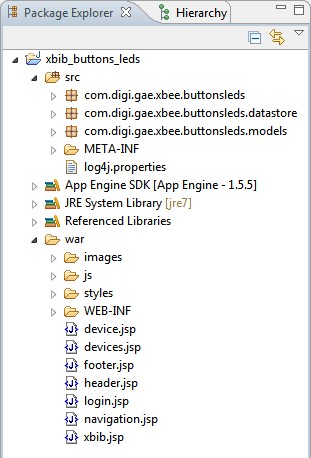 Package Explorer Hierarchy
xbib_buttons_leds
src
com.digi.gae.xbee.buttonsleds
com.digi.gae.xbee.buttonsleds.datastore
com.digi.gae.xbee.buttonsleds.models
META-INF
log4j.properties
App Engine SDK [App Engine - 1.5.5]
JRE System Library [jre7]
Referenced Libraries
war
images
js
styles
WEB-INF
device.jsp
devices.jsp
footer.jsp
header.jsp
login.jsp
navigation.jsp
xbib.jsp